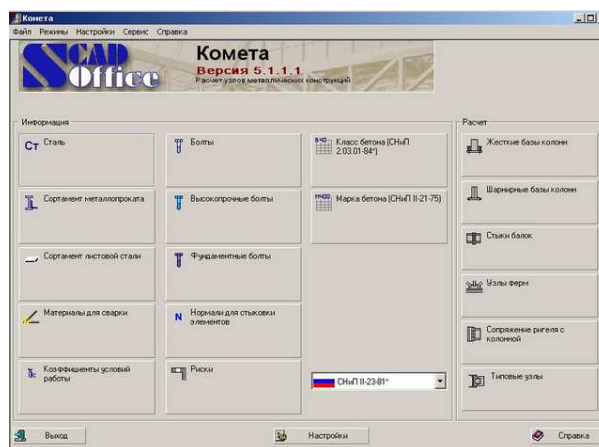 Комета
Файл Режимы Настройки Сервис Справка
SCAD Office
Комета
Версия 5.1.1.1
Расчет узлов металлических конструкций
Информация
Расчет
Ст Сталь
Болты
Класс бетона (СНиП 2.03.01-84*)
Жесткие базы колонн
Сортамент металлопроката
Высокопрочные болты
Марка бетона (СНиП II-21-75)
Шарнирные базы колонн
Сортамент листовой стали
Фундаментные болты
Стыки балок
Узлы ферм
Материалы для сварки
N Нормали для стыковки элементов
Сопряжение ригеля с колонной
Коэффициенты условий работы
Риски
СНиП II-23-81*
Типовые узлы
Выход
Настройки
Справка